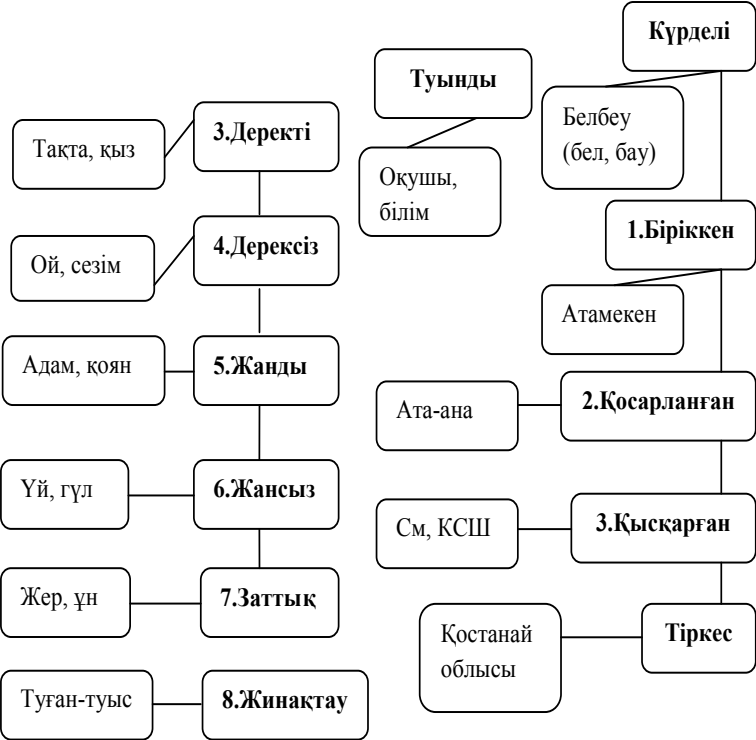 Күрделі
Туынды
Белбеу
(бел, бау)
3.Деректі
Тақта, қыз
Оқушы,
білім
1.Біріккен
4.Дерексіз
Ой, сезім
Атамекен
5.Жанды
Адам, қоян
2.Қосарланған
Ата-ана
6.Жансыз
Үй, гүл
3.Қысқарған
См, КСШ
7.Заттық
Жер, ұн
Тіркес
Қостанай
облысы
8.Жинақтау
Туған-туыс